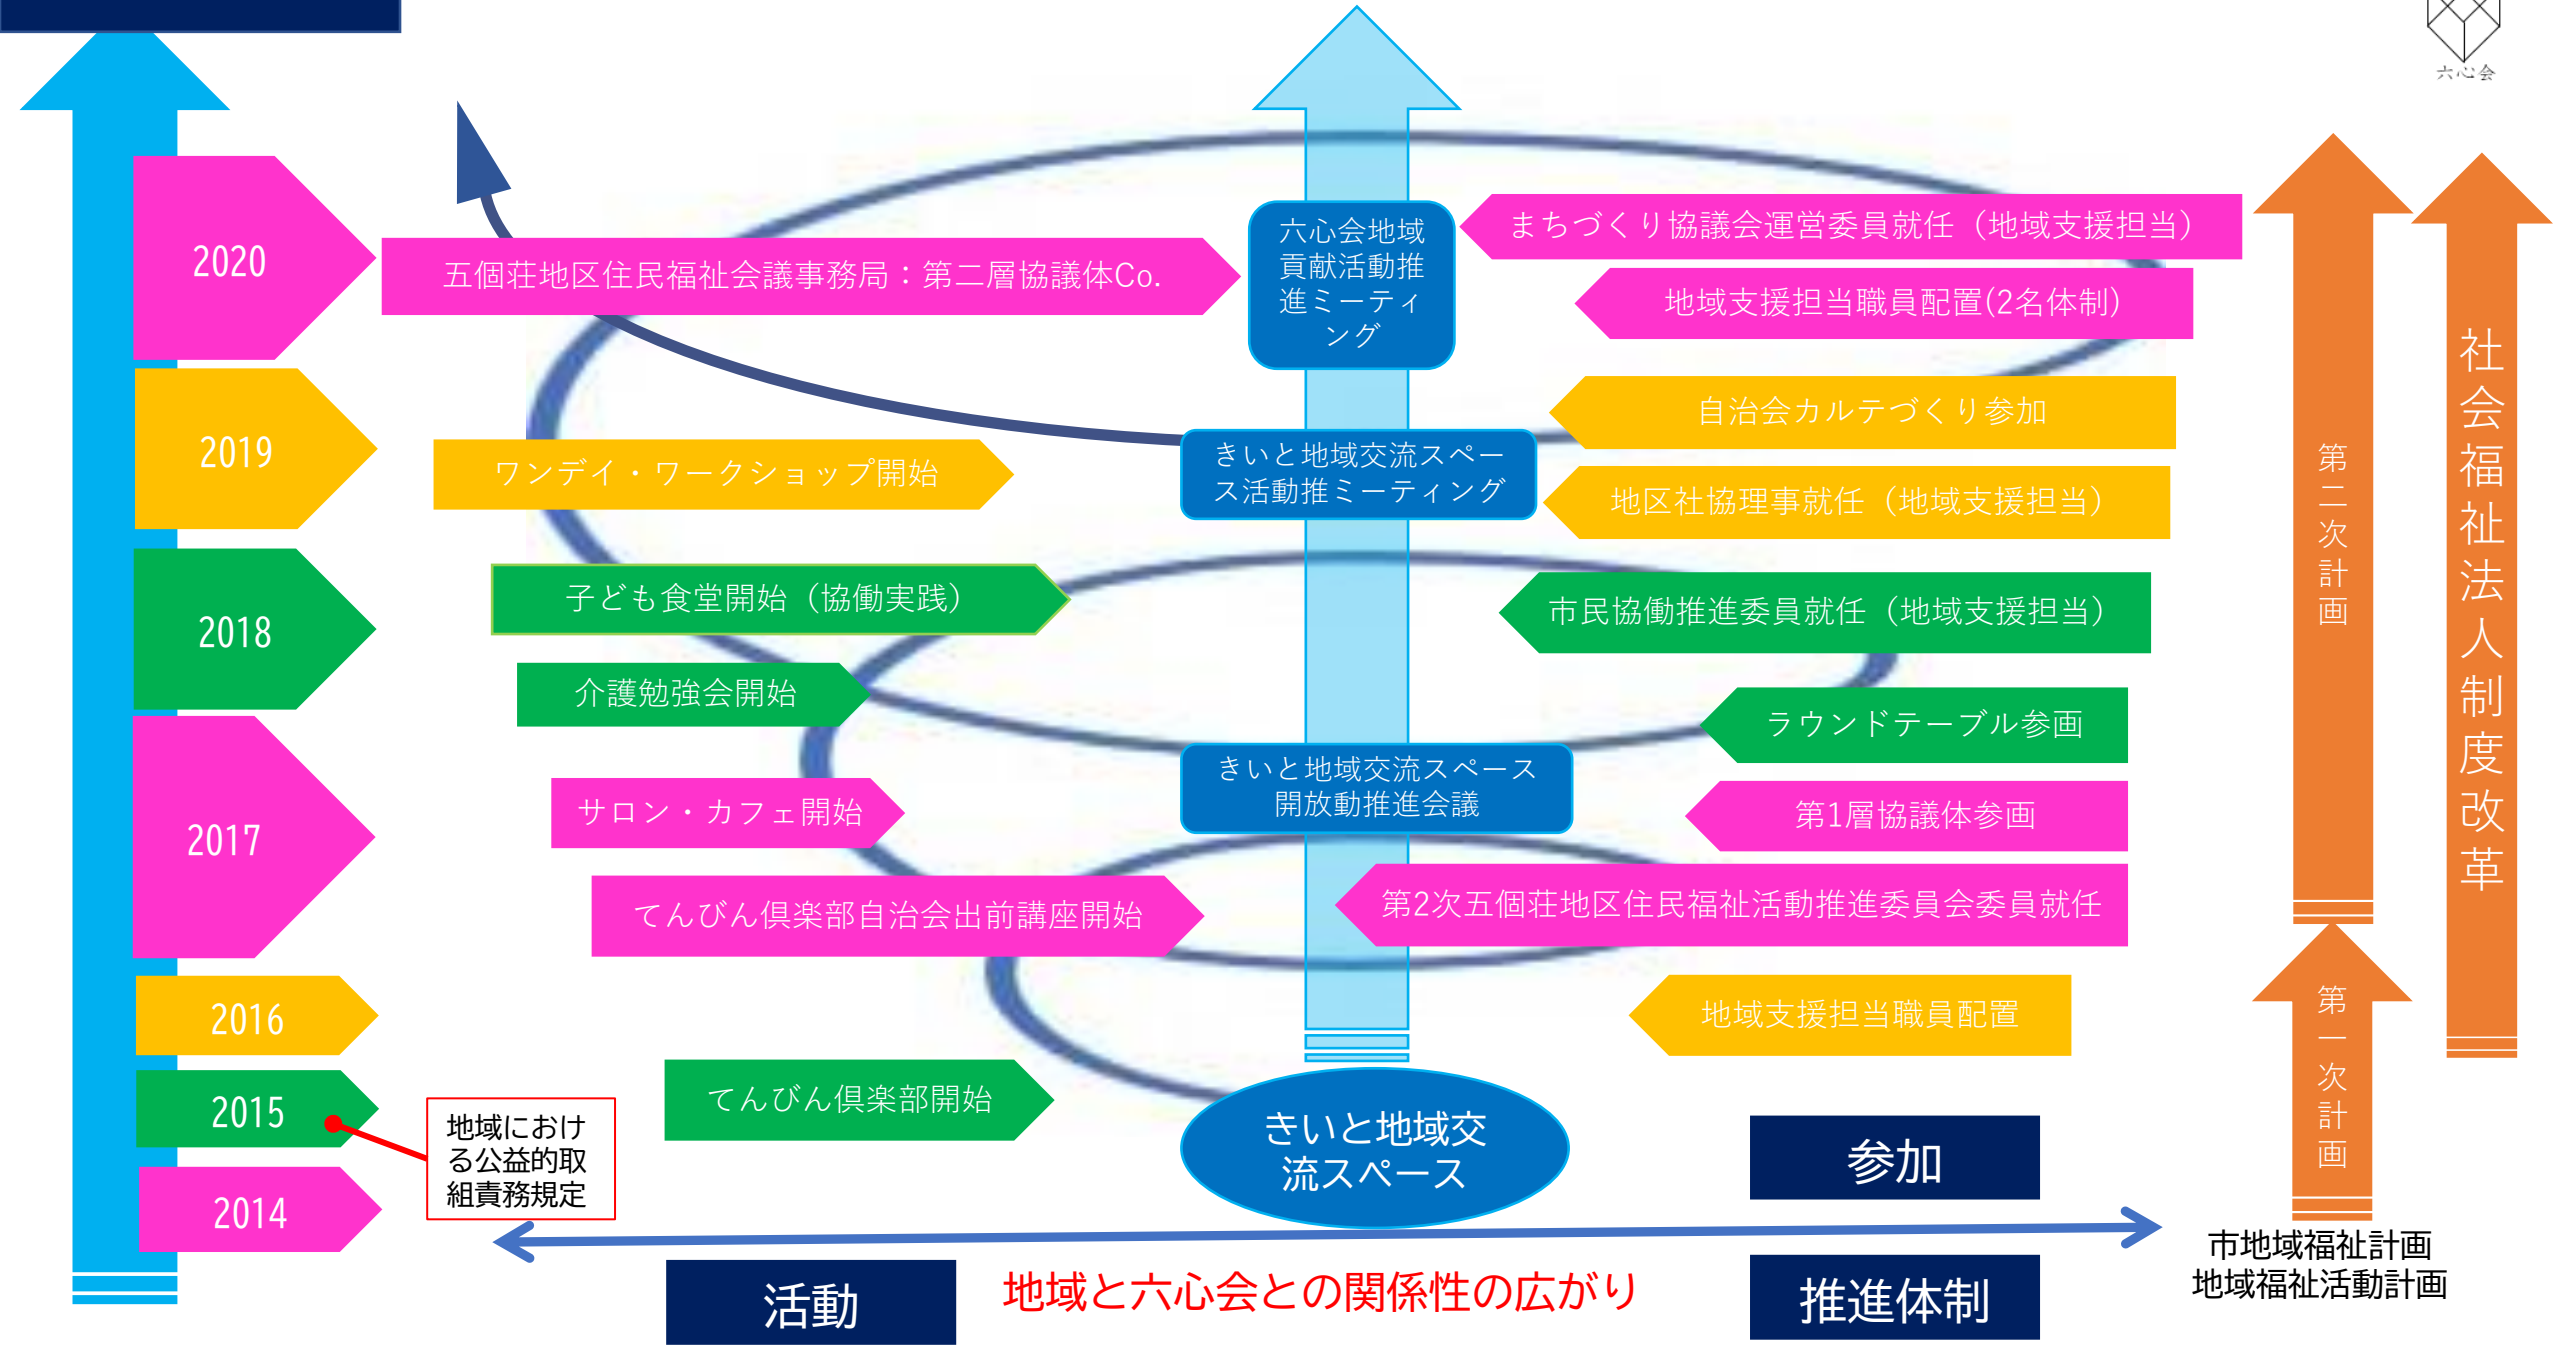 六心会
2020
2019
2018
2017
2016
2015
2014
地域におけ
る公益的取
組責務規定
五個荘地区住民福祉会議事務局：第二層協議体Co.
ワンデイ・ワークショップ開始
子ども食堂開始（協働実践）
介護勉強会開始
サロン・カフェ開始
てんびん倶楽部自治会出前講座開始
てんびん倶楽部開始
六心会地域
貢献活動推
進ミーティ
ング
きいと地域交流スペー
ス活動推ミーティング
きいと地域交流スペース
開放動推進会議
きいと地域交
流スペース
まちづくり協議会運営委員就任（地域支援担当）
地域支援担当職員配置(2名体制)
自治会カルテづくり参加
地区社協理事就任（地域支援担当）
市民協働推進委員就任（地域支援担当）
ラウンドテーブル参画
第1層協議体参画
第2次五個荘地区住民福祉活動推進委員会委員就任
地域支援担当職員配置
参加
活動
地域と六心会との関係性の広がり
推進体制
第二次計画
第一次計画
社会福祉法人制度改革
市地域福祉計画
地域福祉活動計画